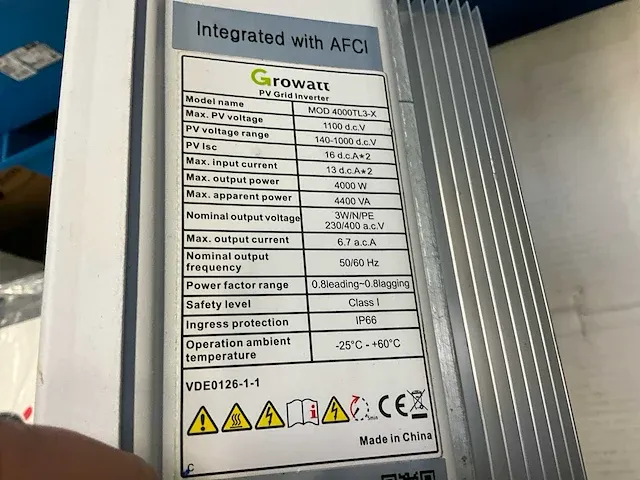 Integrated with AFCI
Growatt
PV Grid Inverter
Model name MOD 4000TL3-X
Max. PV voltage 1100 d.c.V
PV voltage range 140-1000 d.c.V
PV Isc 16 d.c.A*2
Max. input current 13 d.c.A*2
Max. output power 4000 W
Max. apparent power 4400 VA
Nominal output voltage 3W/N/PE
230/400 a.c.V
Max. output current 6.7 a.c.A
Nominal output
frequency 50/60 Hz
Power factor range 0.8leading~0.8lagging
Safety level Class I
Ingress protection IP66
Operation ambient
temperature -25°C - +60°C
VDE0126-1-1
5min
CE
Made in China
C